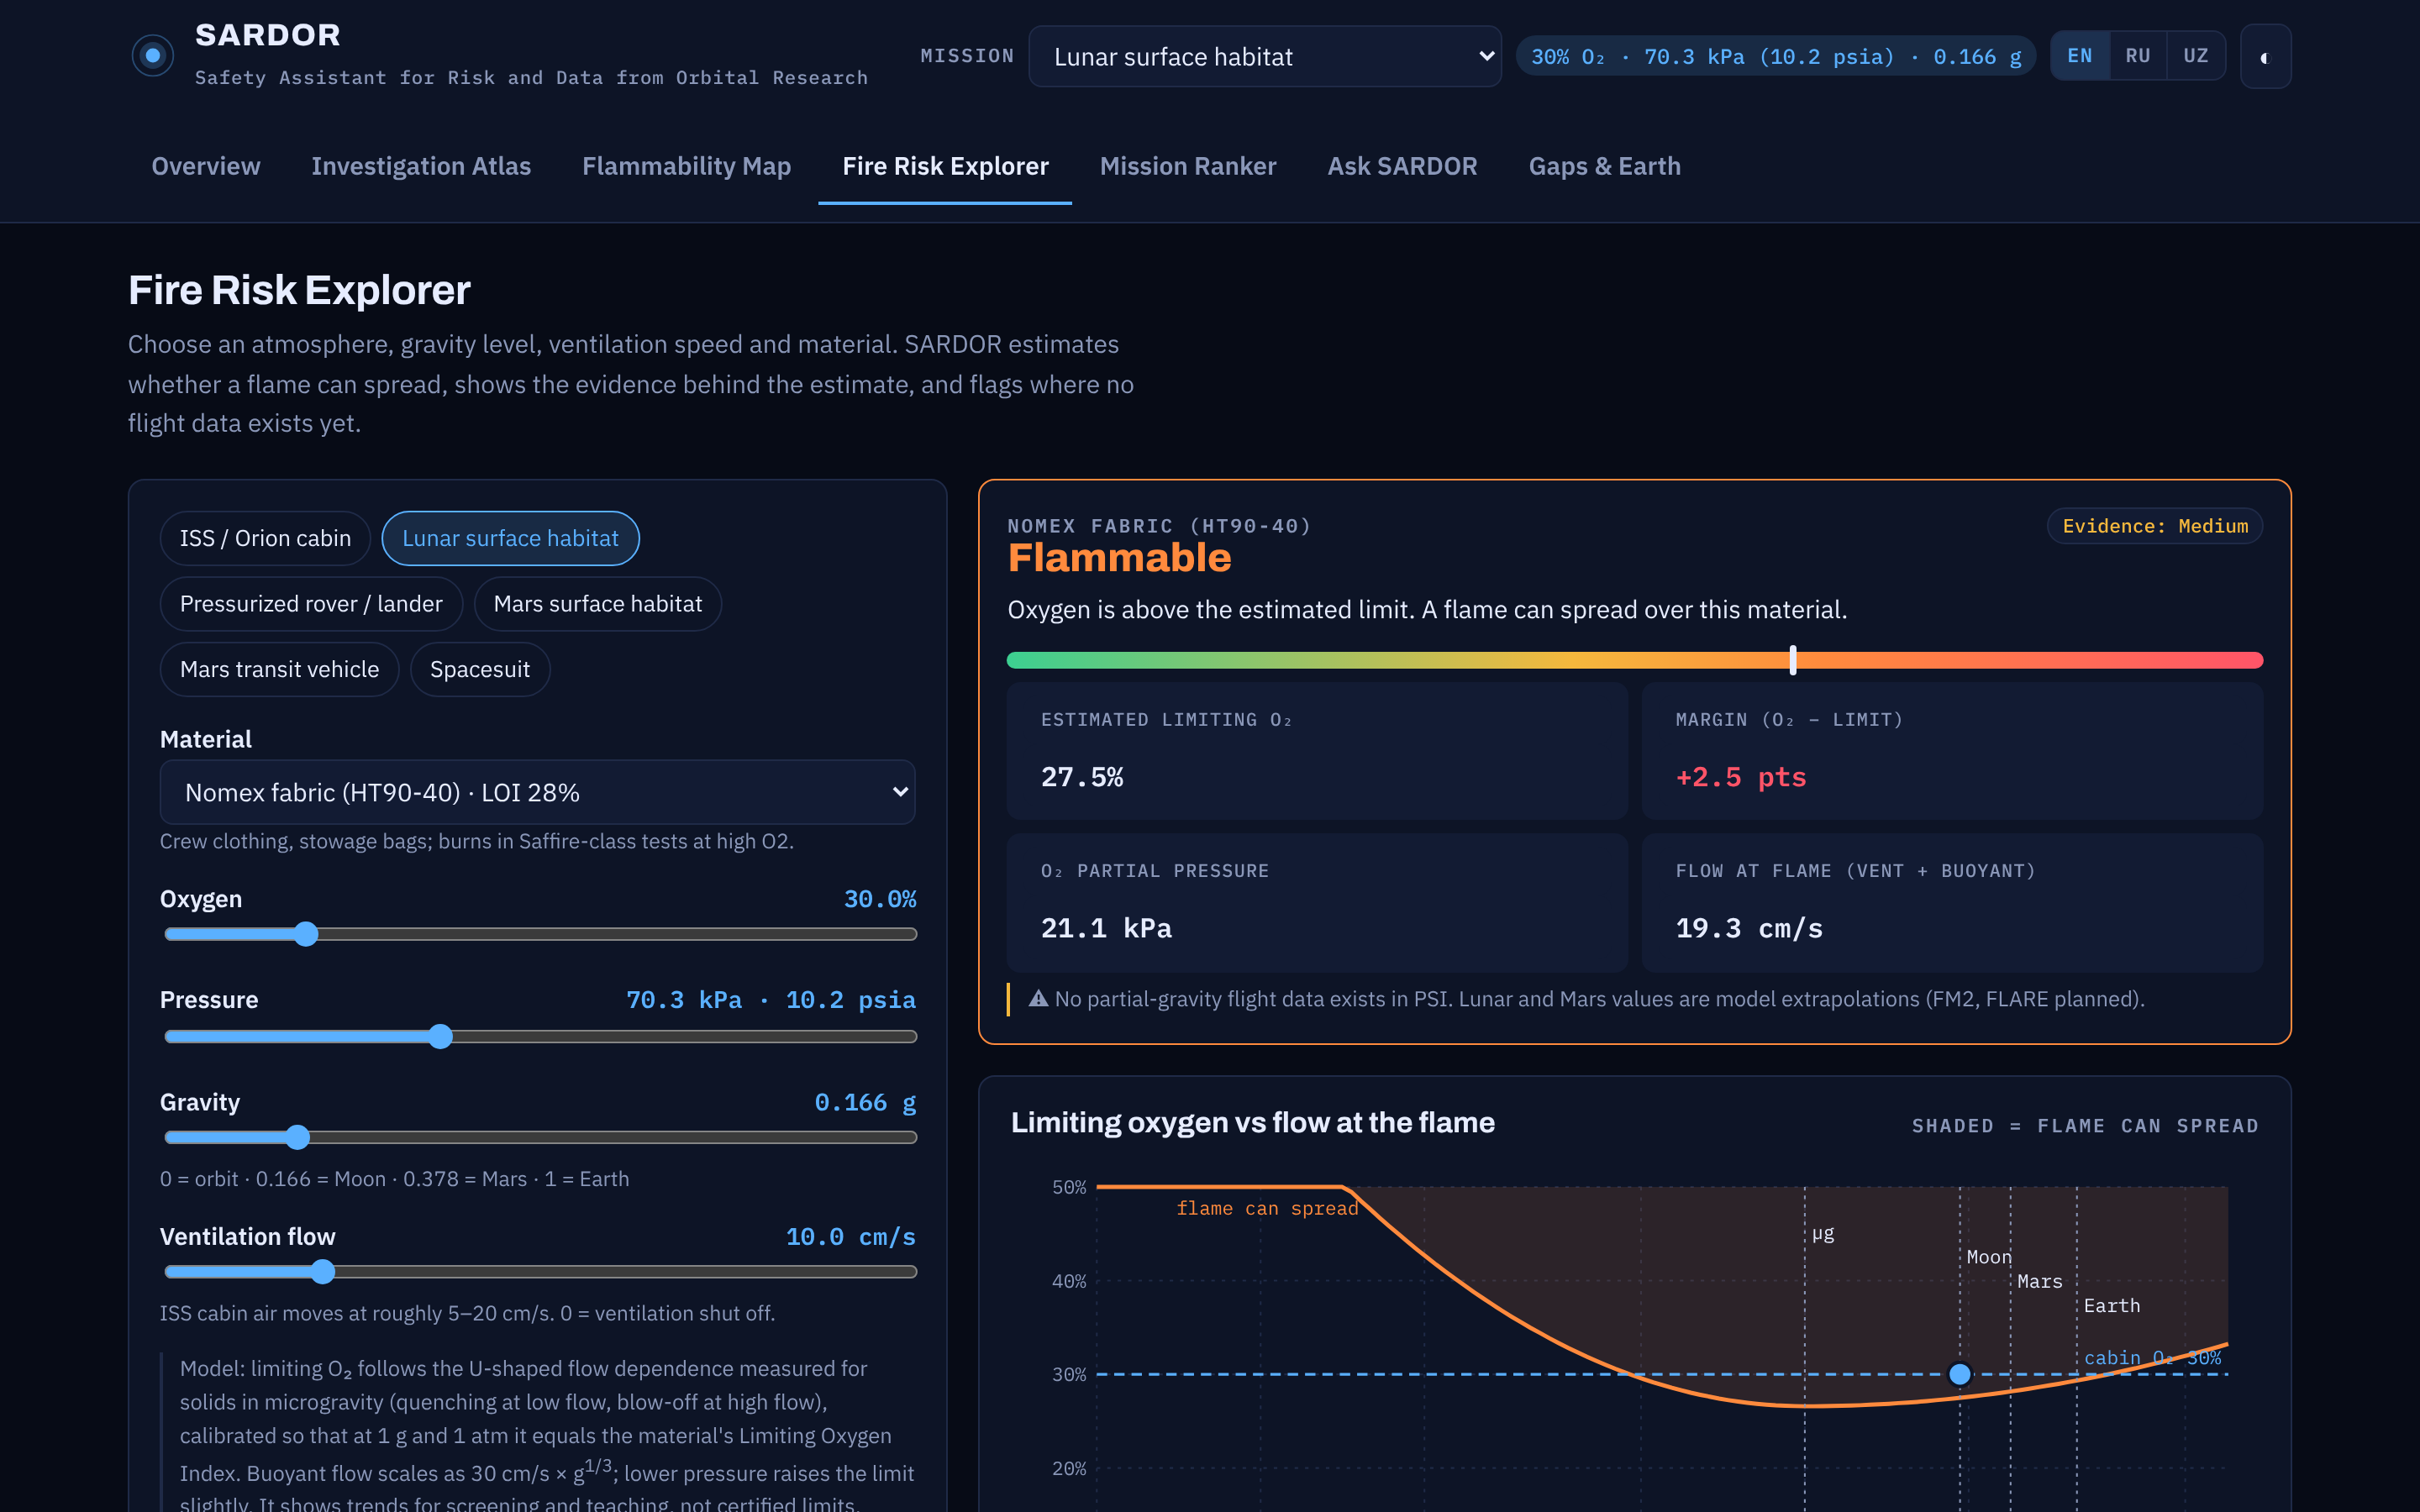 SARDOR
Safety Assistant for Risk and Data from Orbital Research
MISSION
Lunar surface habitat
30% O₂ · 70.3 kPa (10.2 psia) · 0.166 g
EN RU UZ
Overview Investigation Atlas Flammability Map Fire Risk Explorer Mission Ranker Ask SARDOR Gaps & Earth
Fire Risk Explorer
Choose an atmosphere, gravity level, ventilation speed and material. SARDOR estimates
whether a flame can spread, shows the evidence behind the estimate, and flags where no
flight data exists yet.
ISS / Orion cabin Lunar surface habitat
Pressurized rover / lander Mars surface habitat
Mars transit vehicle Spacesuit
Material
Nomex fabric (HT90-40) · LOI 28%
Crew clothing, stowage bags; burns in Saffire-class tests at high O2.
Oxygen 30.0%
Pressure 70.3 kPa · 10.2 psia
Gravity 0.166 g
0 = orbit · 0.166 = Moon · 0.378 = Mars · 1 = Earth
Ventilation flow 10.0 cm/s
ISS cabin air moves at roughly 5–20 cm/s. 0 = ventilation shut off.
Model: limiting O₂ follows the U-shaped flow dependence measured for
solids in microgravity (quenching at low flow, blow-off at high flow),
calibrated so that at 1 g and 1 atm it equals the material's Limiting Oxygen
Index. Buoyant flow scales as 30 cm/s × g^1/3; lower pressure raises the limit
slightly. It shows trends for screening and teaching, not certified limits.
NOMEX FABRIC (HT90-40)
Evidence: Medium
Flammable
Oxygen is above the estimated limit. A flame can spread over this material.
ESTIMATED LIMITING O₂
27.5%
MARGIN (O₂ − LIMIT)
+2.5 pts
O₂ PARTIAL PRESSURE
21.1 kPa
FLOW AT FLAME (VENT + BUOYANT)
19.3 cm/s
⚠ No partial-gravity flight data exists in PSI. Lunar and Mars values are model extrapolations (FM2, FLARE planned).
Limiting oxygen vs flow at the flame
SHADED = FLAME CAN SPREAD
50%
flame can spread
µg
Moon
40%
Mars
Earth
cabin O₂ 30%
30%
20%